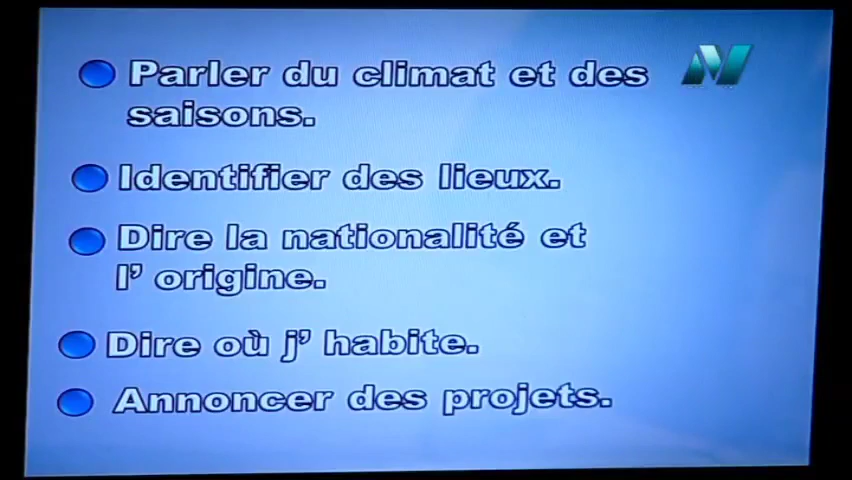 Parler du climat et des
saisons.
Identifier des lieux.
Dire la nationalité et
l' origine.
Dire où j' habite.
Annoncer des projets.